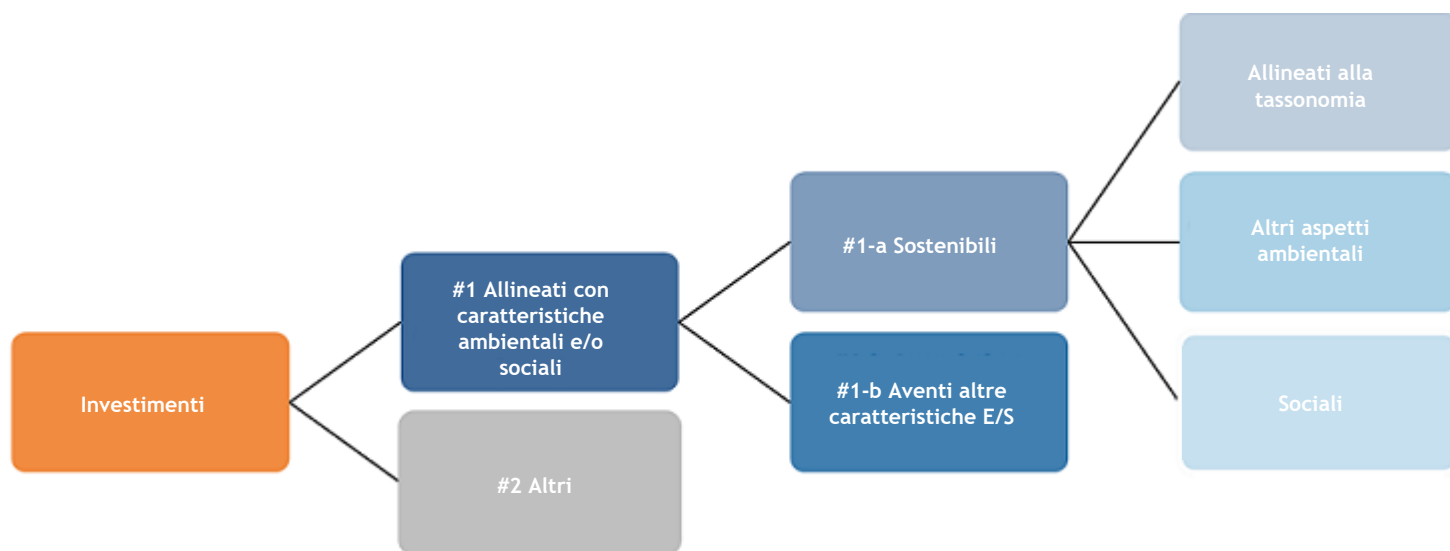 Investimenti
#1 Allineati con
caratteristiche
ambientali e/o
sociali
#2 Altri
#1-a Sostenibili
#1-b Aventi altre
caratteristiche E/S
Allineati alla
tassonomia
Altri aspetti
ambientali
Sociali